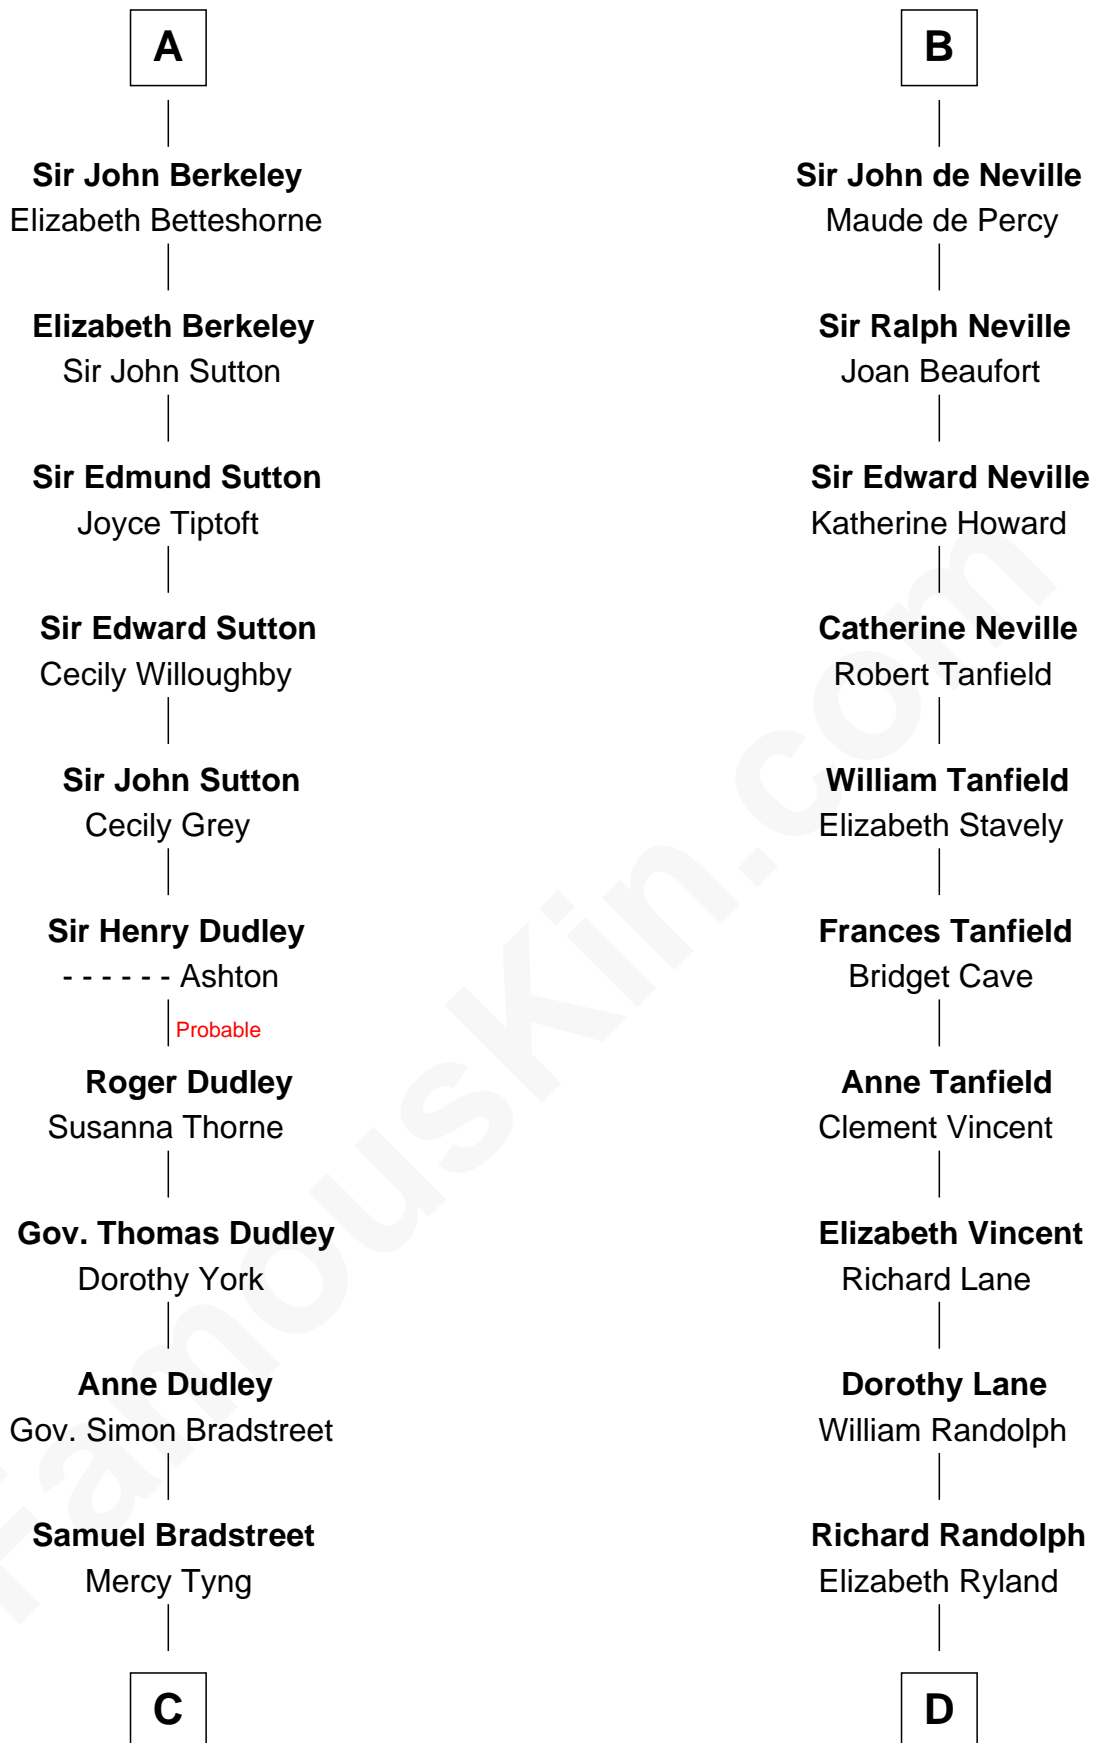 A
Sir John Berkeley
Elizabeth Betteshorne
Elizabeth Berkeley
Sir John Sutton
Sir Edmund Sutton
Joyce Tiptoft
Sir Edward Sutton
Cecily Willoughby
Sir John Sutton
Cecily Grey
Sir Henry Dudley
- - - - - - Ashton
Probable
Roger Dudley
Susanna Thorne
Gov. Thomas Dudley
Dorothy York
Anne Dudley
Gov. Simon Bradstreet
Samuel Bradstreet
Mercy Tyng
C
B
Sir John de Neville
Maude de Percy
Sir Ralph Neville
Joan Beaufort
Sir Edward Neville
Katherine Howard
Catherine Neville
Robert Tanfield
William Tanfield
Elizabeth Stavely
Frances Tanfield
Bridget Cave
Anne Tanfield
Clement Vincent
Elizabeth Vincent
Richard Lane
Dorothy Lane
William Randolph
Richard Randolph
Elizabeth Ryland
D
FamousKin.com